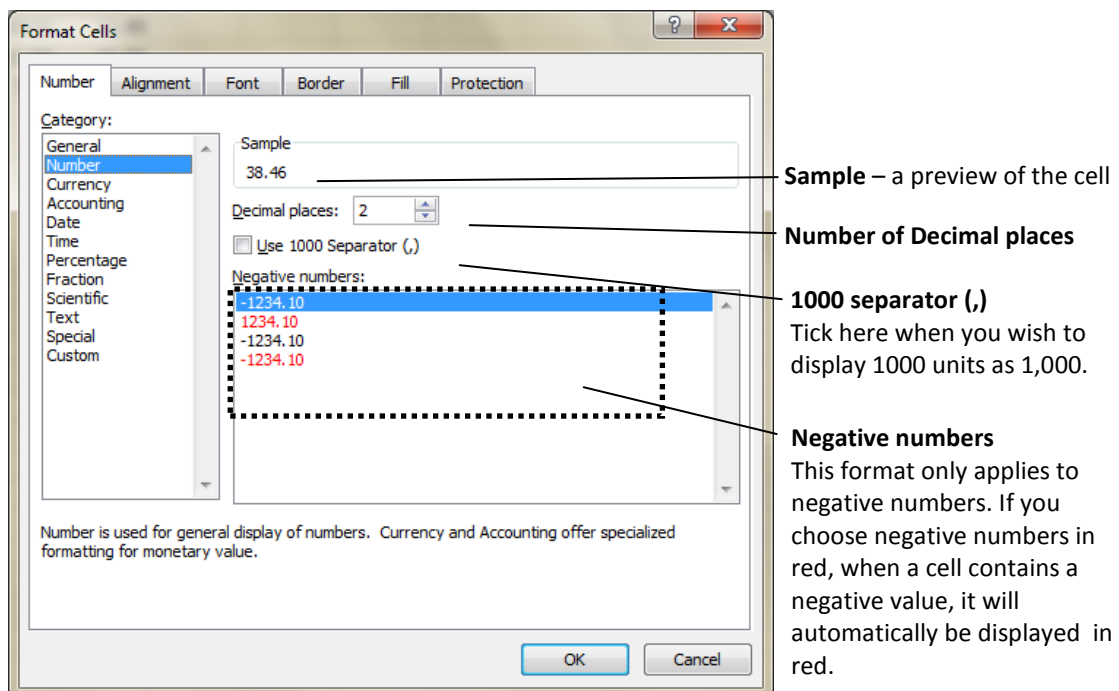 Format Cells
Number Alignment Font Border Fill Protection
Category:
General
Number
Currency
Accounting
Date
Time
Percentage
Fraction
Scientific
Text
Special
Custom
Sample
38.46
Decimal places: 2
Use 1000 Separator (,)
Negative numbers:
-1234.10
1234.10
-1234.10
-1234.10
Number is used for general display of numbers. Currency and Accounting offer specialized
formatting for monetary value.
OK Cancel
Sample – a preview of the cell
Number of Decimal places
1000 separator (,)
Tick here when you wish to
display 1000 units as 1,000.
Negative numbers
This format only applies to
negative numbers. If you
choose negative numbers in
red, when a cell contains a
negative value, it will
automatically be displayed in
red.